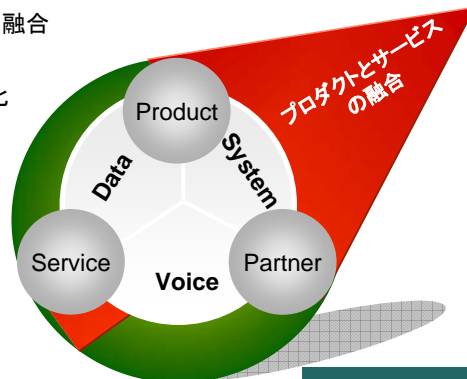 融合
化
Product
プロダクトとサービス
の融合
Data
System
Service
Voice
Partner